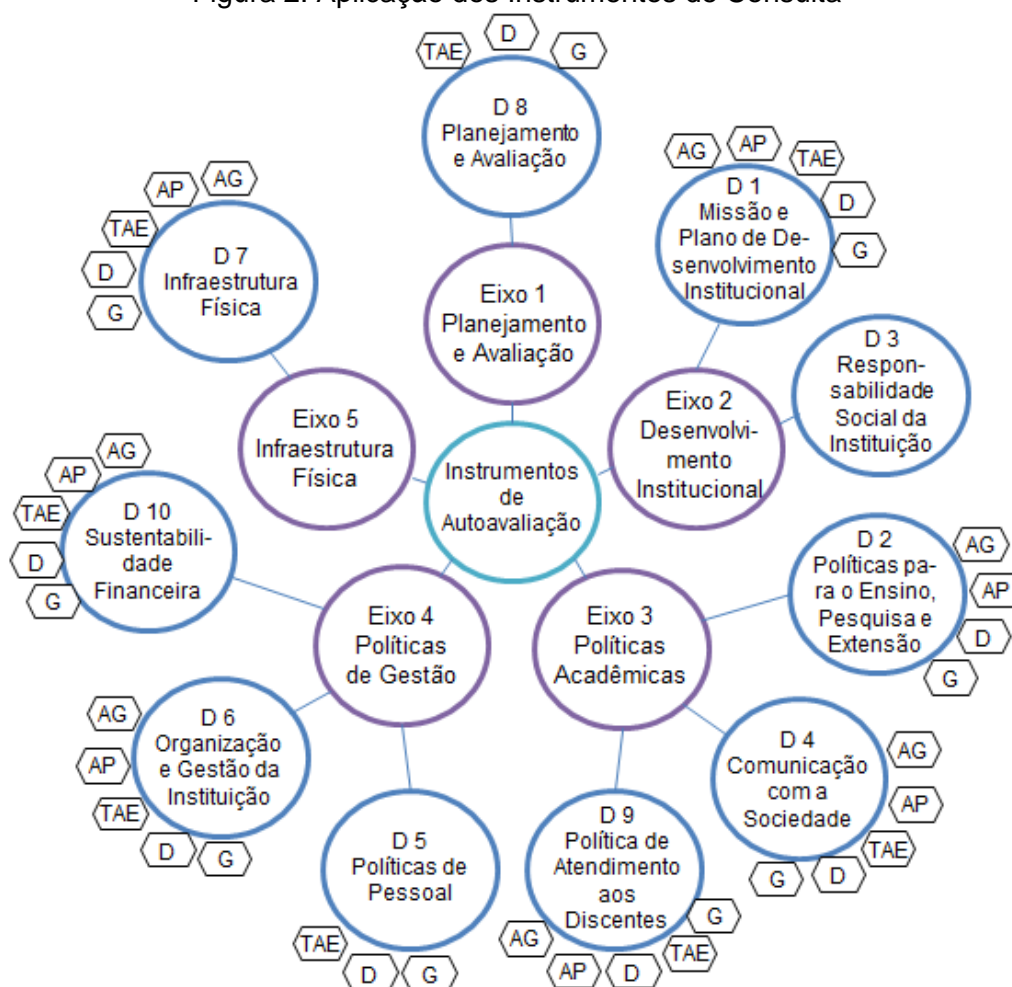 Figura 2. Aplicação dos Instrumentos de Consulta
TAE
D
G
D 8
Planejamento
e Avaliação
AG
AP
TAE
D
G
D 1
Missão e
Plano de De-
senvolvimento
Institucional
AG
AP
TAE
D
G
D 7
Infraestrutura
Física
Eixo 1
Planejamento
e Avaliação
D 3
Respon-
sabilidade
Social da
Instituição
Eixo 5
Infraestrutura
Física
Eixo 2
Desenvolvi-
mento
Institucional
Instrumentos
de
Autoavaliação
AG
AP
TAE
D
G
D 10
Sustentabili-
dade
Financeira
D 2
Políticas pa-
ra o Ensino,
Pesquisa e
Extensão
AG
AP
D
G
Eixo 4
Políticas
de Gestão
Eixo 3
Políticas
Acadêmicas
AG
AP
TAE
D
G
D 6
Organização
e Gestão da
Instituição
D 4
Comunicação
com a
Sociedade
AG
AP
TAE
D
G
D 5
Políticas de
Pessoal
TAE
D
G
D 9
Política de
Atendimento
aos
Discentes
AG
AP
D
TAE
G